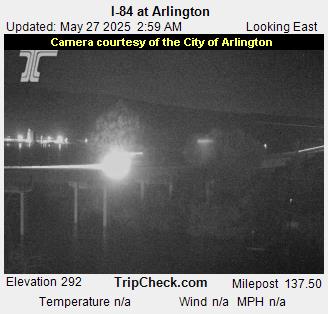 I-84 at Arlington
Updated: May 27 2025 2:59 AM Looking East
Camera courtesy of the City of Arlington
Elevation 292 TripCheck.com Milepost 137.50
Temperature n/a Wind n/a MPH n/a